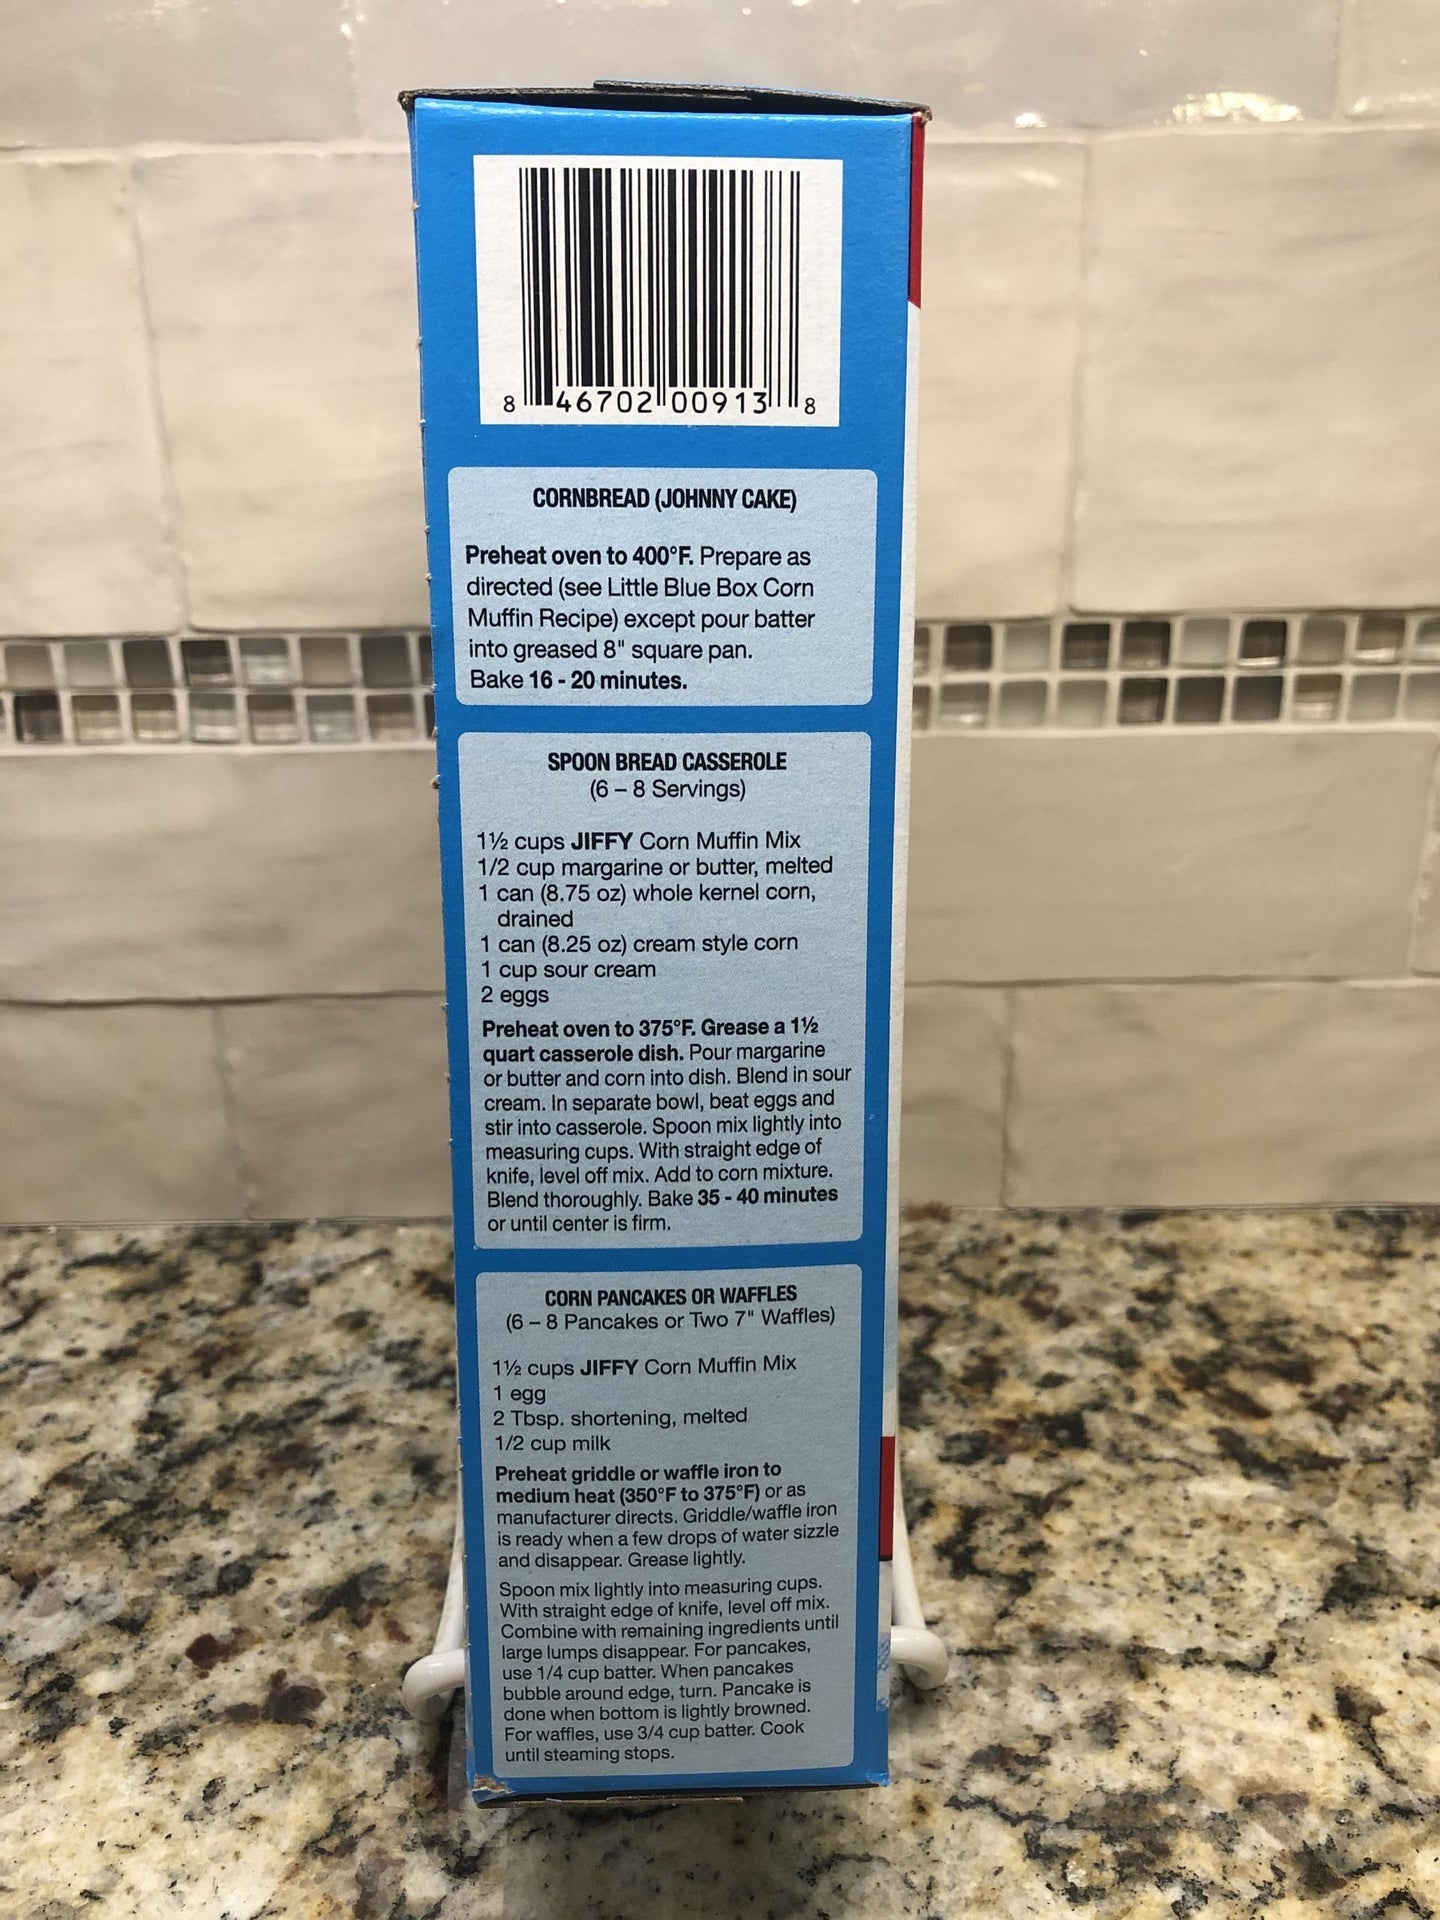 8 46702 00913 8
CORNBREAD (JOHNNY CAKE)
Preheat oven to 400°F. Prepare as
directed (see Little Blue Box Corn
Muffin Recipe) except pour batter
into greased 8" square pan.
Bake 16 - 20 minutes.
SPOON BREAD CASSEROLE
(6 – 8 Servings)
1½ cups JIFFY Corn Muffin Mix
1/2 cup margarine or butter, melted
1 can (8.75 oz) whole kernel corn,
drained
1 can (8.25 oz) cream style corn
1 cup sour cream
2 eggs
Preheat oven to 375°F. Grease a 1½
quart casserole dish. Pour margarine
or butter and corn into dish. Blend in sour
cream. In separate bowl, beat eggs and
stir into casserole. Spoon mix lightly into
measuring cups. With straight edge of
knife, level off mix. Add to corn mixture.
Blend thoroughly. Bake 35 - 40 minutes
or until center is firm.
CORN PANCAKES OR WAFFLES
(6 – 8 Pancakes or Two 7" Waffles)
1½ cups JIFFY Corn Muffin Mix
1 egg
2 Tbsp. shortening, melted
1/2 cup milk
Preheat griddle or waffle iron to
medium heat (350°F to 375°F) or as
manufacturer directs. Griddle/waffle iron
is ready when a few drops of water sizzle
and disappear. Grease lightly.
Spoon mix lightly into measuring cups.
With straight edge of knife, level off mix.
Combine with remaining ingredients until
large lumps disappear. For pancakes,
use 1/4 cup batter. When pancakes
bubble around edge, turn. Pancake is
done when bottom is lightly browned.
For waffles, use 3/4 cup batter. Cook
until steaming stops.